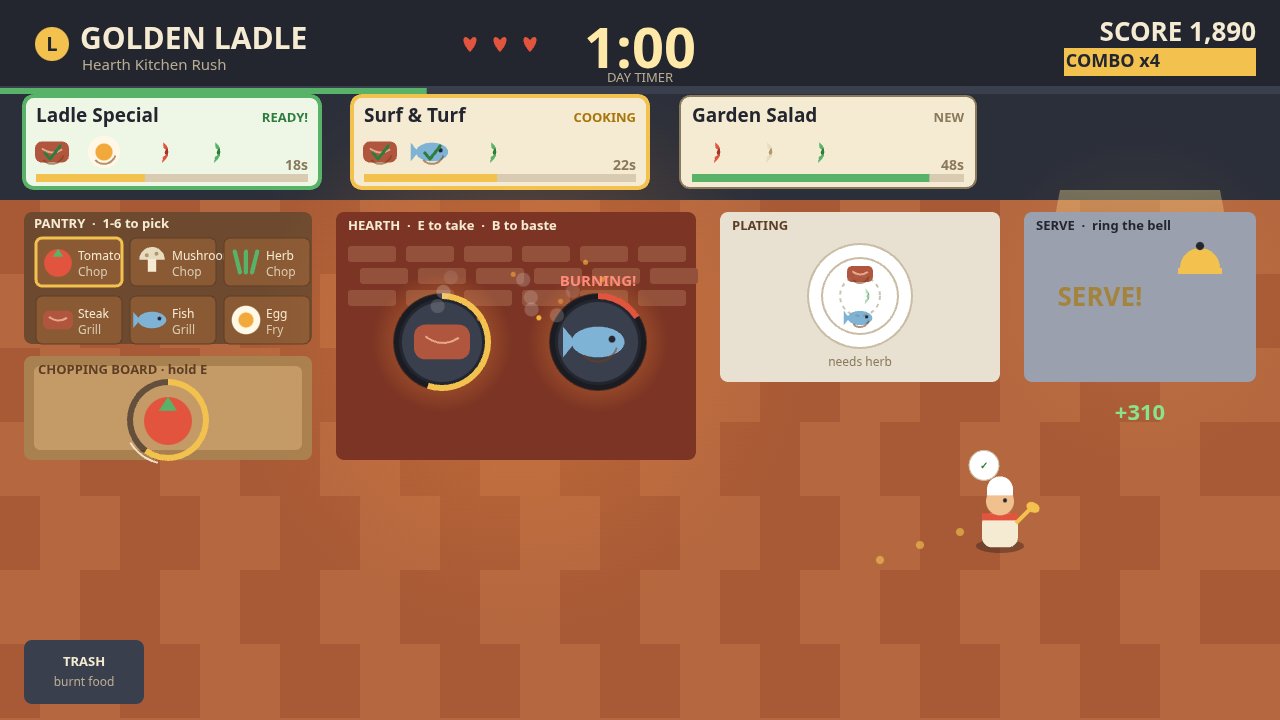 L
GOLDEN LADLE
Hearth Kitchen Rush
1:00
DAY TIMER
SCORE 1,890
COMBO x4
Ladle Special
READY!
18s
Surf & Turf
COOKING
22s
Garden Salad
NEW
48s
PANTRY · 1-6 to pick
Tomato
Chop
Mushroo
Chop
Herb
Chop
Steak
Grill
Fish
Grill
Egg
Fry
CHOPPING BOARD · hold E
HEARTH · E to take · B to baste
BURNING!
PLATING
needs herb
SERVE · ring the bell
SERVE!
+310
TRASH
burnt food